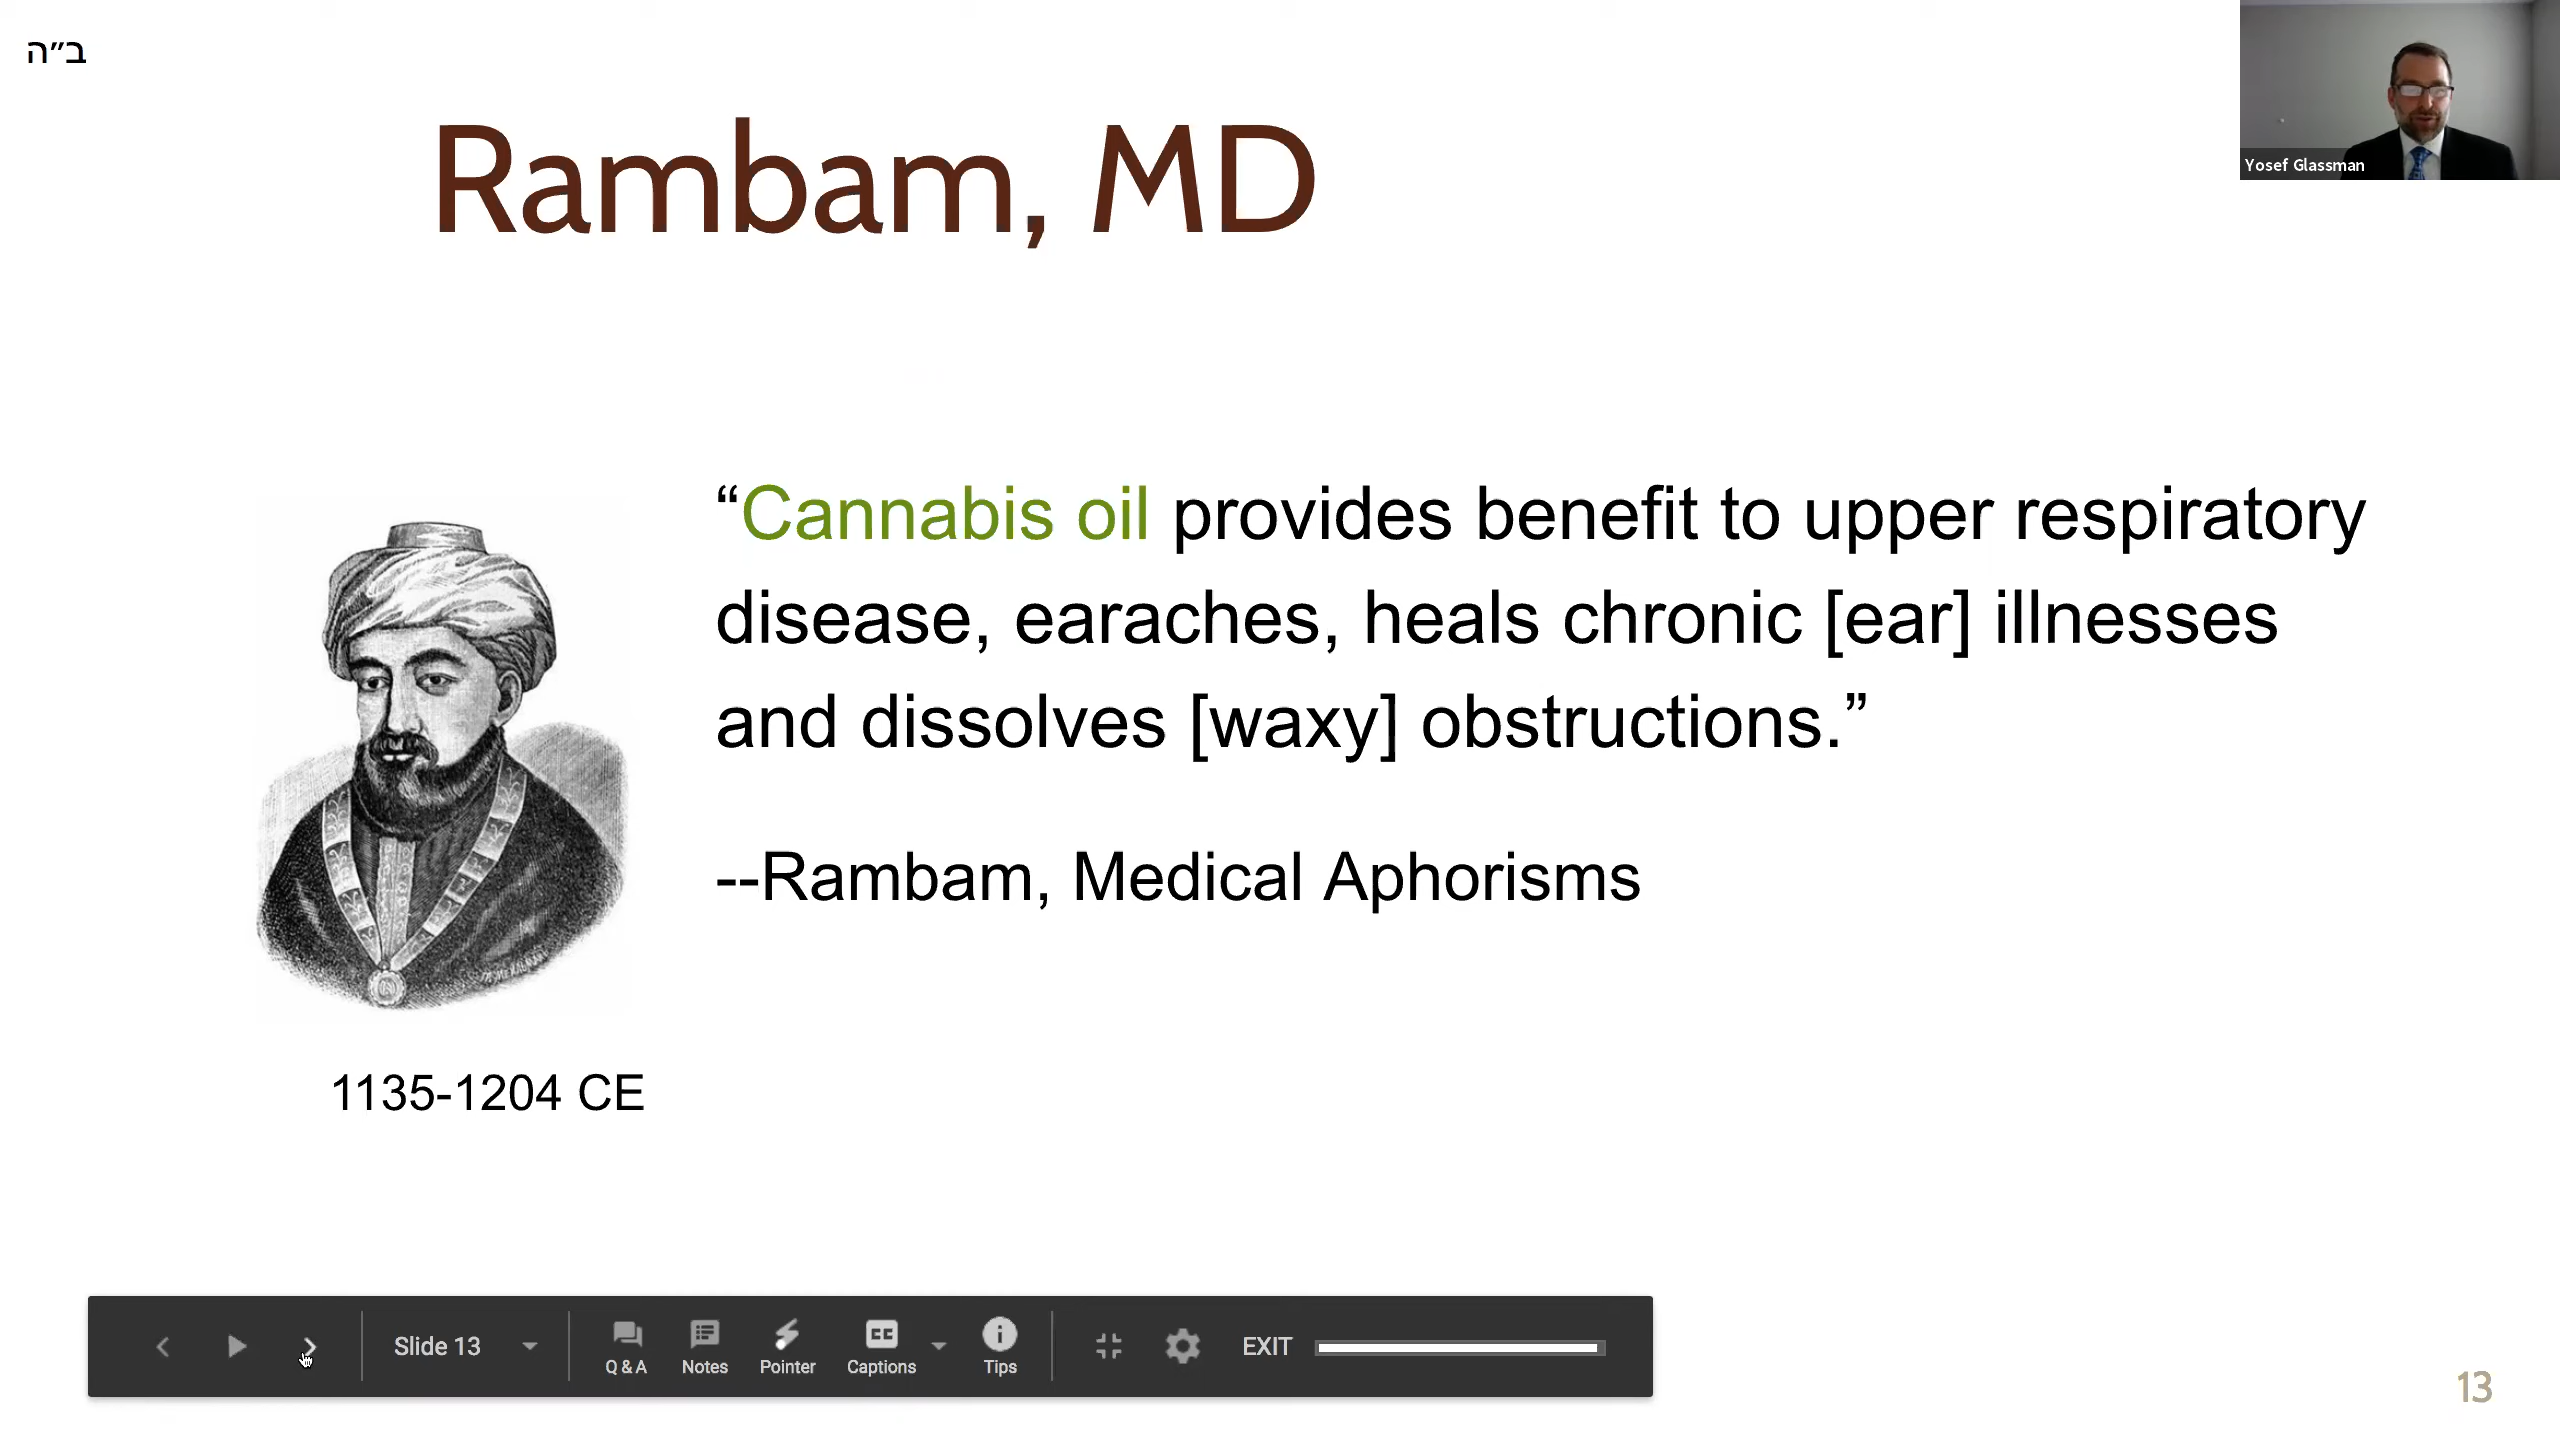 ב״ה
Yosef Glassman
Rambam, MD
“Cannabis oil provides benefit to upper respiratory
disease, earaches, heals chronic [ear] illnesses
and dissolves [waxy] obstructions.”
--Rambam, Medical Aphorisms
1135-1204 CE
Slide 13
Q & A
Notes
Pointer
CC
Captions
Tips
EXIT
13